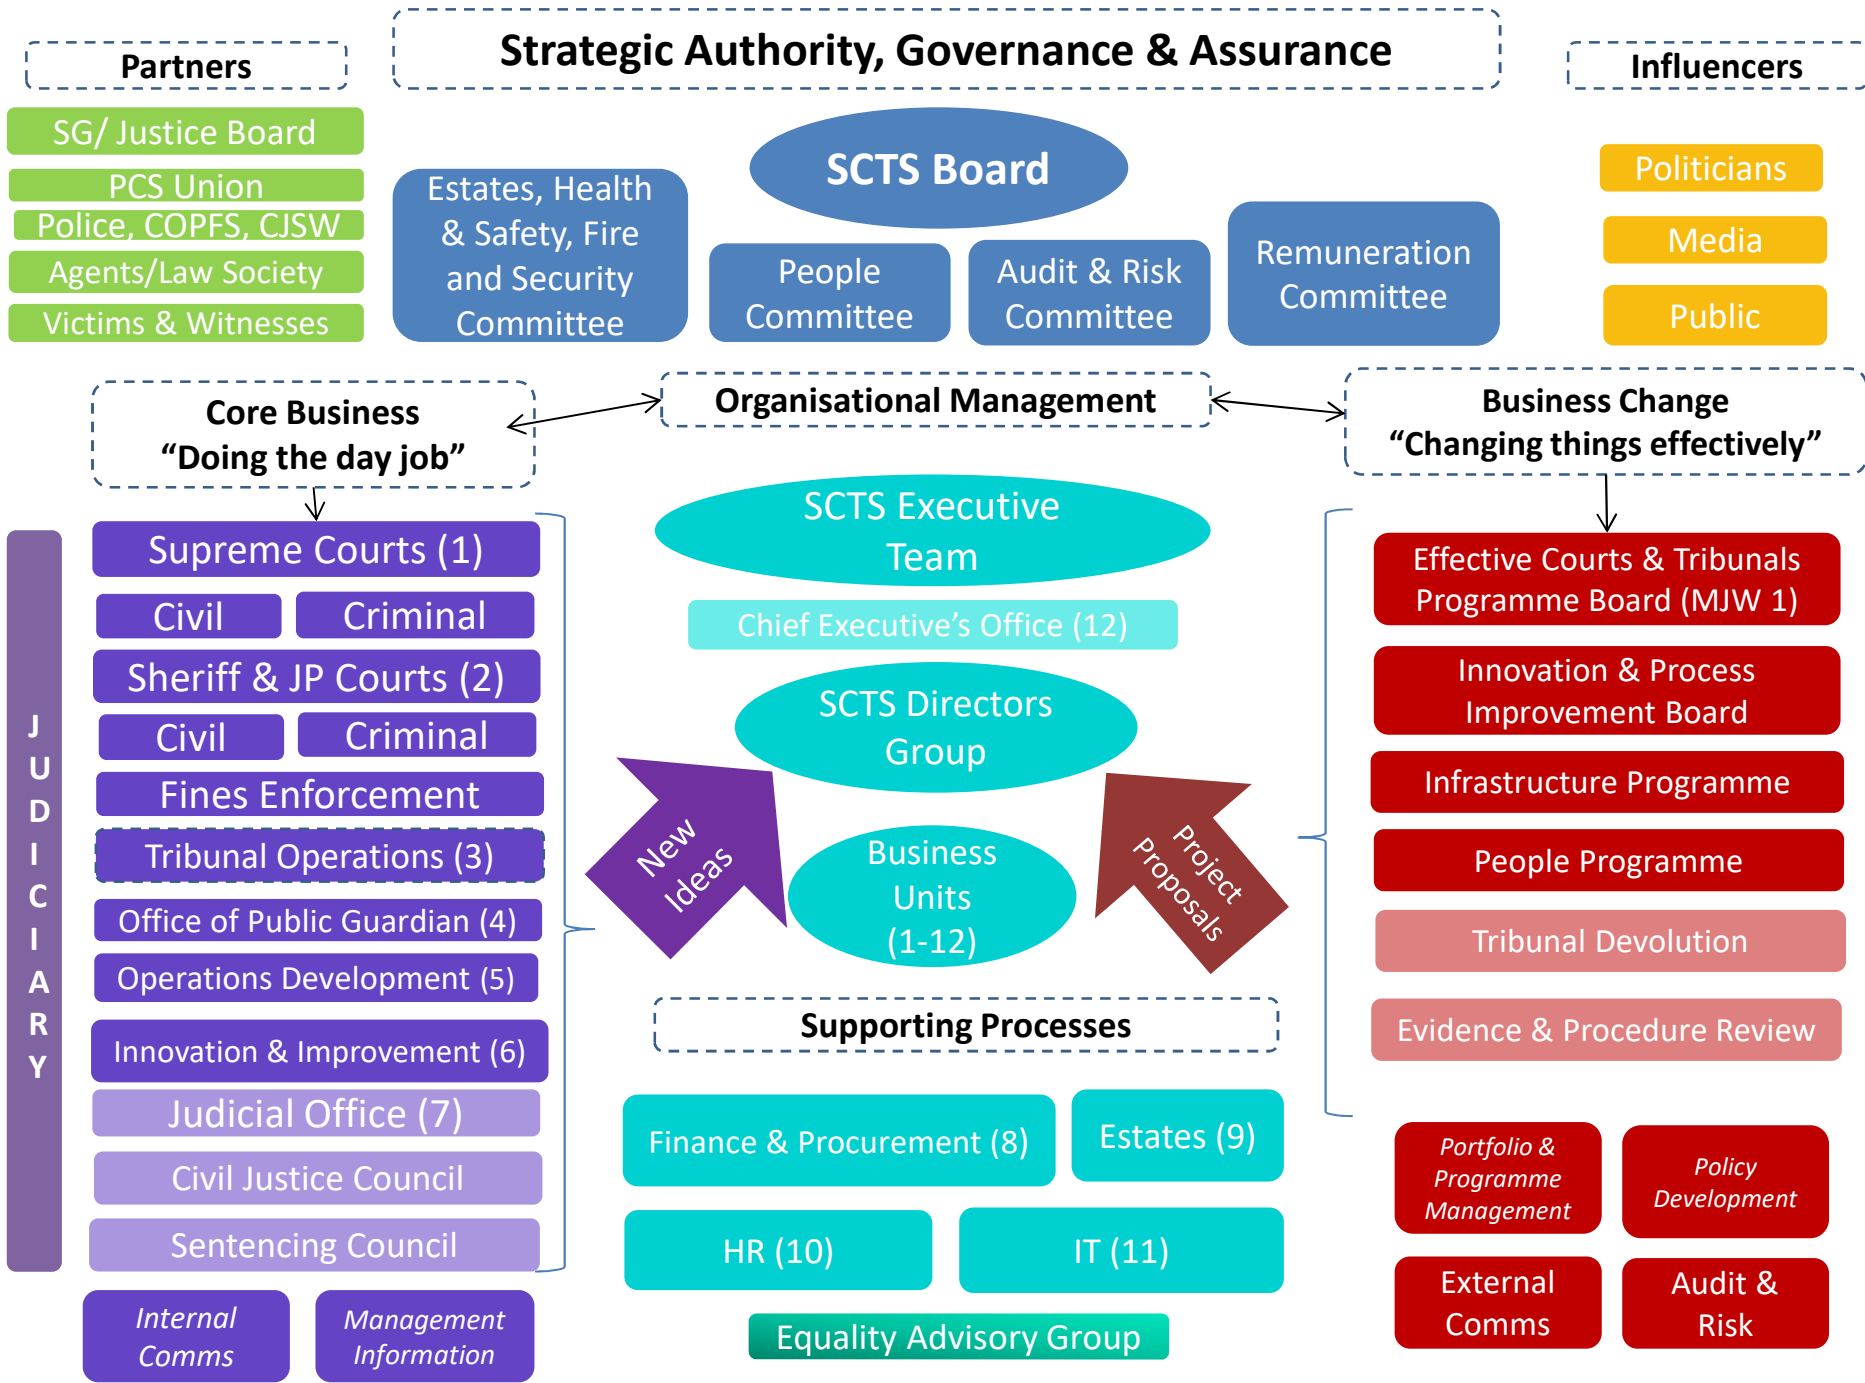 Strategic Authority, Governance & Assurance
Partners
SG/ Justice Board
PCS Union
Police, COPFS, CJSW
Agents/Law Society
Victims & Witnesses
SCTS Board
Estates, Health
& Safety, Fire
and Security
Committee
People
Committee
Audit & Risk
Committee
Remuneration
Committee
Influencers
Politicians
Media
Public
Core Business
“Doing the day job”
Organisational Management
Business Change
“Changing things effectively”
JUDICIARY
Supreme Courts (1)
Civil
Criminal
Sheriff & JP Courts (2)
Civil
Criminal
Fines Enforcement
Tribunal Operations (3)
Office of Public Guardian (4)
Operations Development (5)
Innovation & Improvement (6)
Judicial Office (7)
Civil Justice Council
Sentencing Council
Internal
Comms
Management
Information
SCTS Executive
Team
Chief Executive’s Office (12)
SCTS Directors
Group
New
Ideas
Business
Units
(1-12)
Project
Proposals
Supporting Processes
Finance & Procurement (8)
Estates (9)
HR (10)
IT (11)
Equality Advisory Group
Effective Courts & Tribunals
Programme Board (MJW 1)
Innovation & Process
Improvement Board
Infrastructure Programme
People Programme
Tribunal Devolution
Evidence & Procedure Review
Portfolio &
Programme
Management
Policy
Development
External
Comms
Audit &
Risk